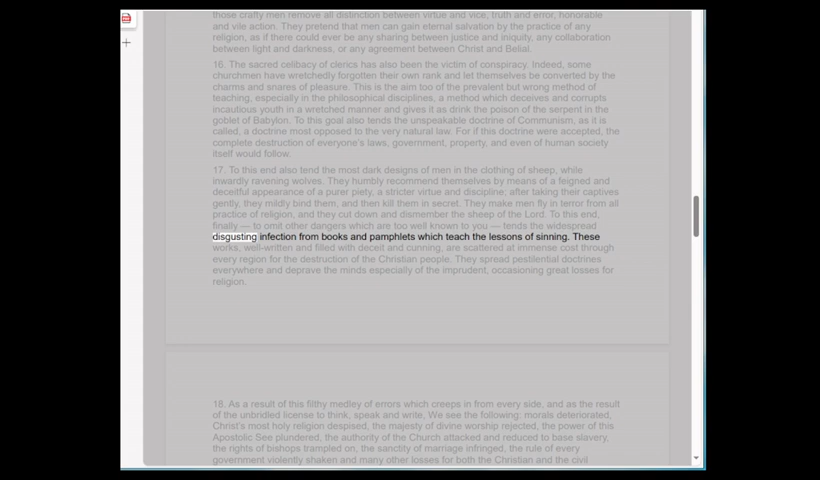 those crafty men remove all distinction between virtue and vice, truth and error, honorable
and vile action. They pretend that men can gain eternal salvation by the practice of any
religion, as if there could ever be any sharing between justice and iniquity, any collaboration
between light and darkness, or any agreement between Christ and Belial.
16. The sacred celibacy of clerics has also been the victim of conspiracy. Indeed, some
churchmen have wretchedly forgotten their own rank and let themselves be converted by the
charms and snares of pleasure. This is the aim too of the prevalent but wrong method of
teaching, especially in the philosophical disciplines, a method which deceives and corrupts
incautious youth in a wretched manner and gives it as drink the poison of the serpent in the
goblet of Babylon. To this goal also tends the unspeakable doctrine of Communism, as it is
called, a doctrine most opposed to the very natural law. For if this doctrine were accepted, the
complete destruction of everyone's laws, government, property, and even of human society
itself would follow.
17. To this end also tend the most dark designs of men in the clothing of sheep, while
inwardly ravening wolves. They humbly recommend themselves by means of a feigned and
deceitful appearance of a purer piety, a stricter virtue and discipline; after taking their captives
gently, they mildly bind them, and then kill them in secret. They make men fly in terror from all
practice of religion, and they cut down and dismember the sheep of the Lord. To this end,
finally — to omit other dangers which are too well known to you — tends the widespread
disgusting infection from books and pamphlets which teach the lessons of sinning. These
works, well-written and filled with deceit and cunning, are scattered at immense cost through
every region for the destruction of the Christian people. They spread pestilential doctrines
everywhere and deprave the minds especially of the imprudent, occasioning great losses for
religion.
18. As a result of this filthy medley of errors which creeps in from every side, and as the result
of the unbridled license to think, speak and write, We see the following: morals deteriorated,
Christ's most holy religion despised, the majesty of divine worship rejected, the power of this
Apostolic See plundered, the authority of the Church attacked and reduced to base slavery,
the rights of bishops trampled on, the sanctity of marriage infringed, the rule of every
government violently shaken and many other losses for both the Christian and the civil